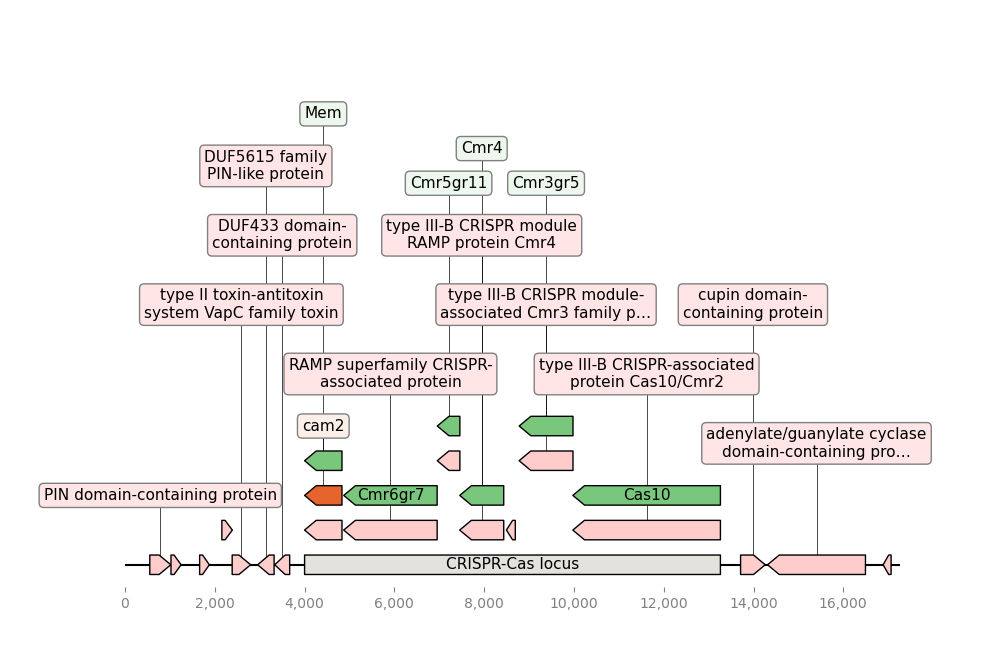 Mem
Cmr4
DUF5615 family
PIN-like protein
Cmr5gr11
Cmr3gr5
DUF433 domain-
containing protein
type III-B CRISPR module
RAMP protein Cmr4
type II toxin-antitoxin
system VapC family toxin
type III-B CRISPR module-
associated Cmr3 family p...
cupin domain-
containing protein
RAMP superfamily CRISPR-
associated protein
type III-B CRISPR-associated
protein Cas10/Cmr2
cam2
adenylate/guanylate cyclase
domain-containing pro...
PIN domain-containing protein
Cmr6gr7
Cas10
CRISPR-Cas locus
0
2,000
4,000
6,000
8,000
10,000
12,000
14,000
16,000